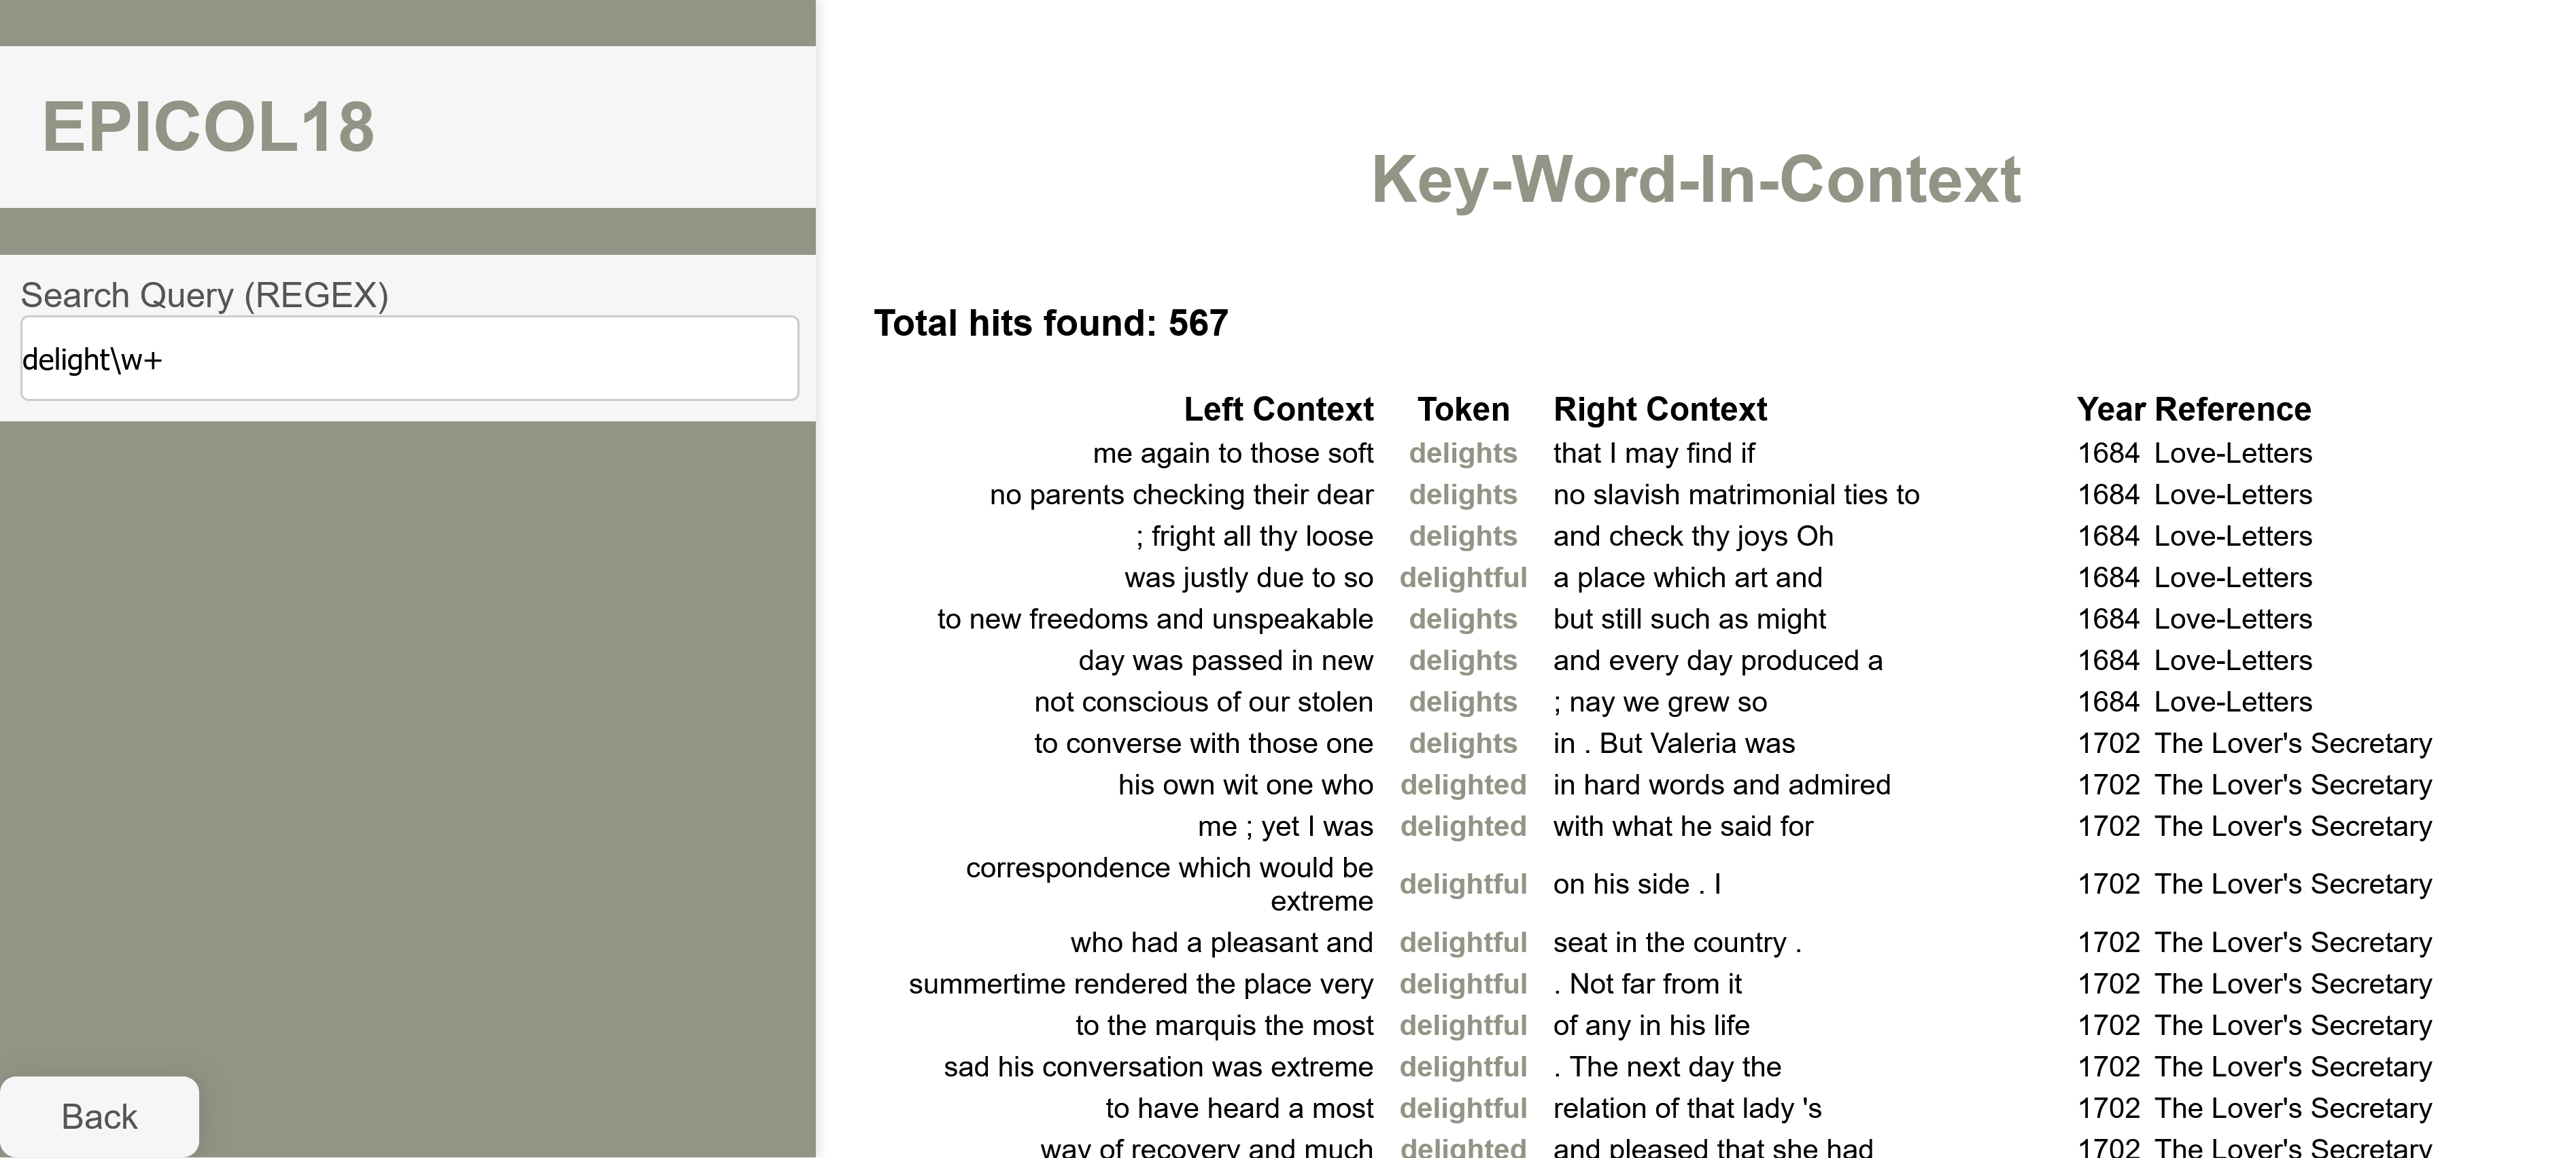 EPICOL18
Search Query (REGEX)
delight\w+
Back
Key-Word-In-Context
Total hits found: 567
Left Context Token Right Context Year Reference
me again to those soft delights that I may find if 1684 Love-Letters
no parents checking their dear delights no slavish matrimonial ties to 1684 Love-Letters
; fright all thy loose delights and check thy joys Oh 1684 Love-Letters
was justly due to so delightful a place which art and 1684 Love-Letters
to new freedoms and unspeakable delights but still such as might 1684 Love-Letters
day was passed in new delights and every day produced a 1684 Love-Letters
not conscious of our stolen delights ; nay we grew so 1684 Love-Letters
to converse with those one delights in . But Valeria was 1702 The Lover's Secretary
his own wit one who delighted in hard words and admired 1702 The Lover's Secretary
me ; yet I was delighted with what he said for 1702 The Lover's Secretary
correspondence which would be
extreme delightful on his side . I 1702 The Lover's Secretary
who had a pleasant and delightful seat in the country . 1702 The Lover's Secretary
summertime rendered the place very delightful . Not far from it 1702 The Lover's Secretary
to the marquis the most delightful of any in his life 1702 The Lover's Secretary
sad his conversation was extreme delightful . The next day the 1702 The Lover's Secretary
to have heard a most delightful relation of that lady 's 1702 The Lover's Secretary
way of recovery and much delighted and pleased that she had 1702 The Lover's Secretary